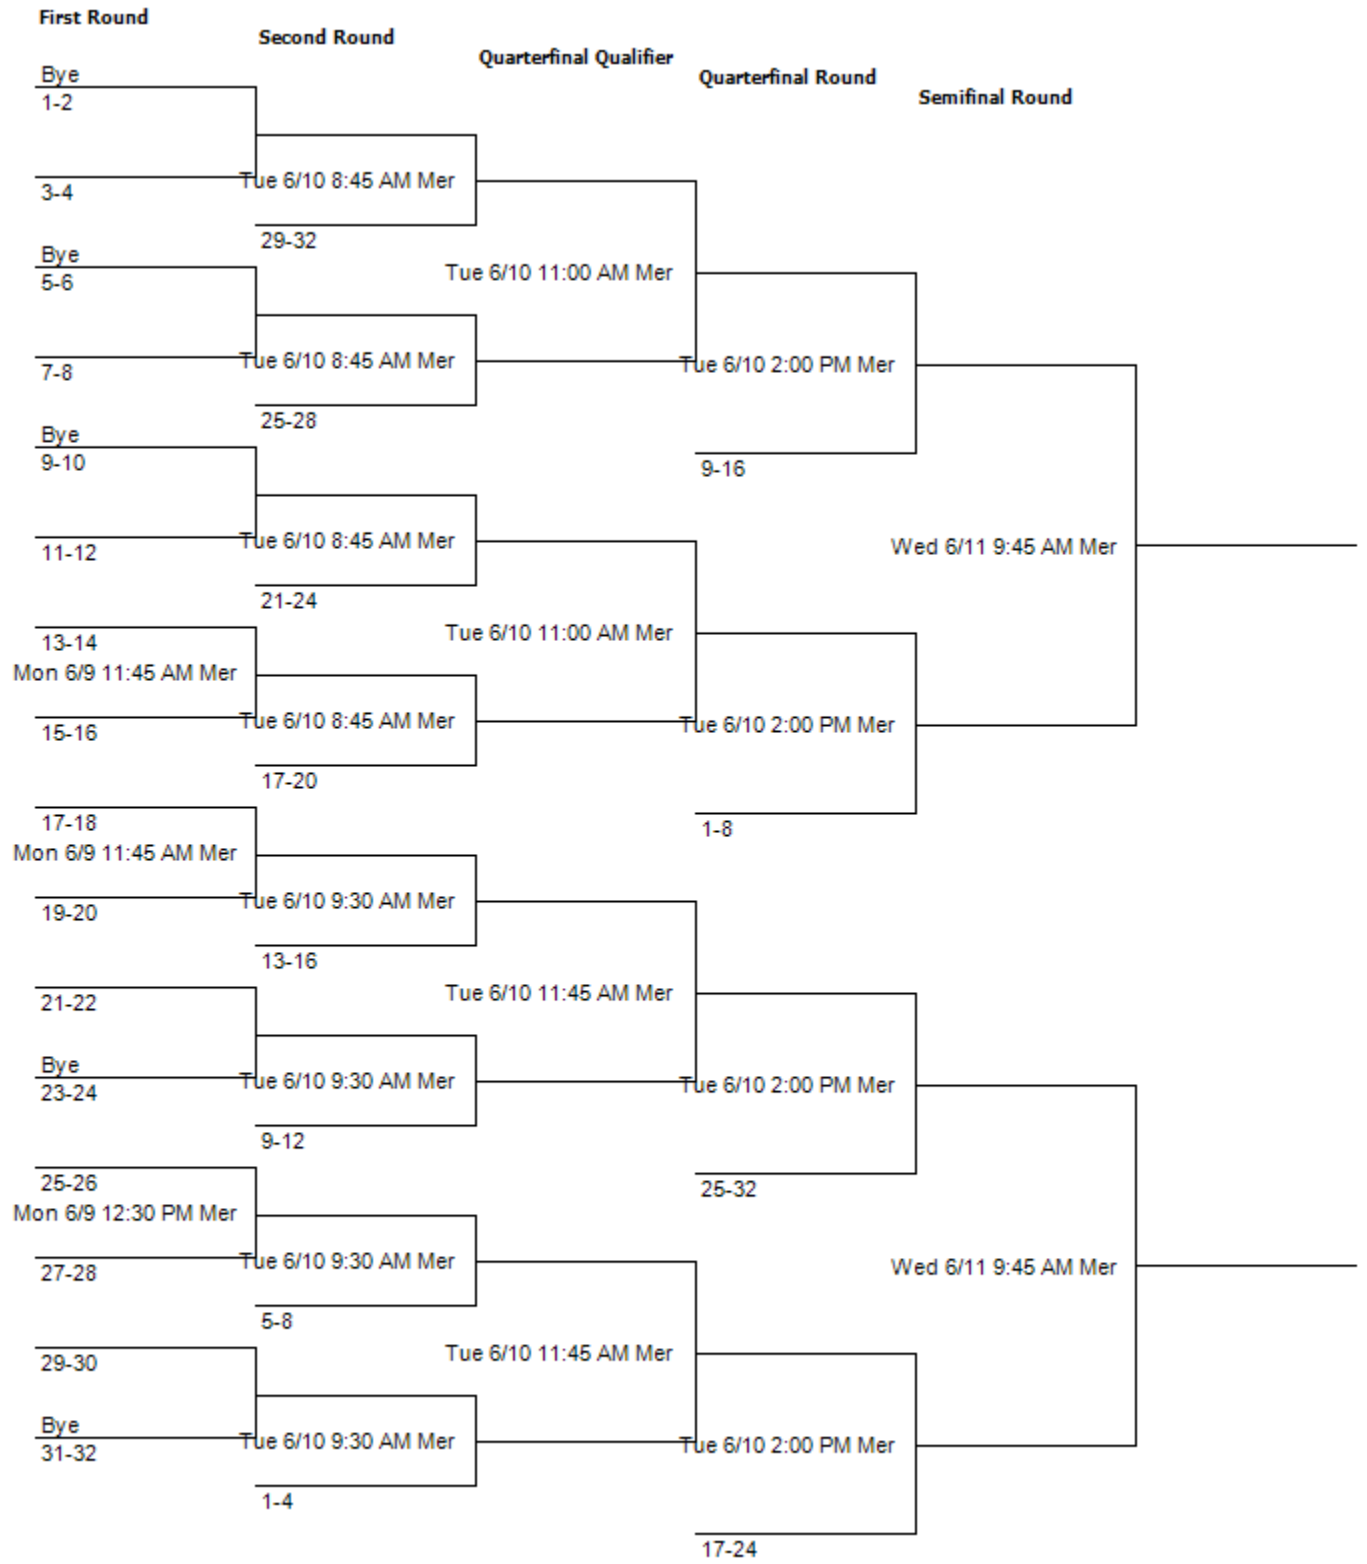 First Round
Second Round
Quarterfinal Qualifier
Quarterfinal Round
Semifinal Round
Bye
1-2
3-4
Tue 6/10 8:45 AM Mer
29-32
Bye
5-6
Tue 6/10 11:00 AM Mer
7-8
Tue 6/10 8:45 AM Mer
Tue 6/10 2:00 PM Mer
25-28
Bye
9-10
9-16
11-12
Tue 6/10 8:45 AM Mer
Wed 6/11 9:45 AM Mer
21-24
13-14
Tue 6/10 11:00 AM Mer
Mon 6/9 11:45 AM Mer
15-16
Tue 6/10 8:45 AM Mer
Tue 6/10 2:00 PM Mer
17-20
17-18
1-8
Mon 6/9 11:45 AM Mer
19-20
Tue 6/10 9:30 AM Mer
13-16
21-22
Tue 6/10 11:45 AM Mer
Bye
23-24
Tue 6/10 9:30 AM Mer
Tue 6/10 2:00 PM Mer
9-12
25-26
25-32
Mon 6/9 12:30 PM Mer
27-28
Tue 6/10 9:30 AM Mer
Wed 6/11 9:45 AM Mer
5-8
29-30
Tue 6/10 11:45 AM Mer
Bye
31-32
Tue 6/10 9:30 AM Mer
Tue 6/10 2:00 PM Mer
1-4
17-24